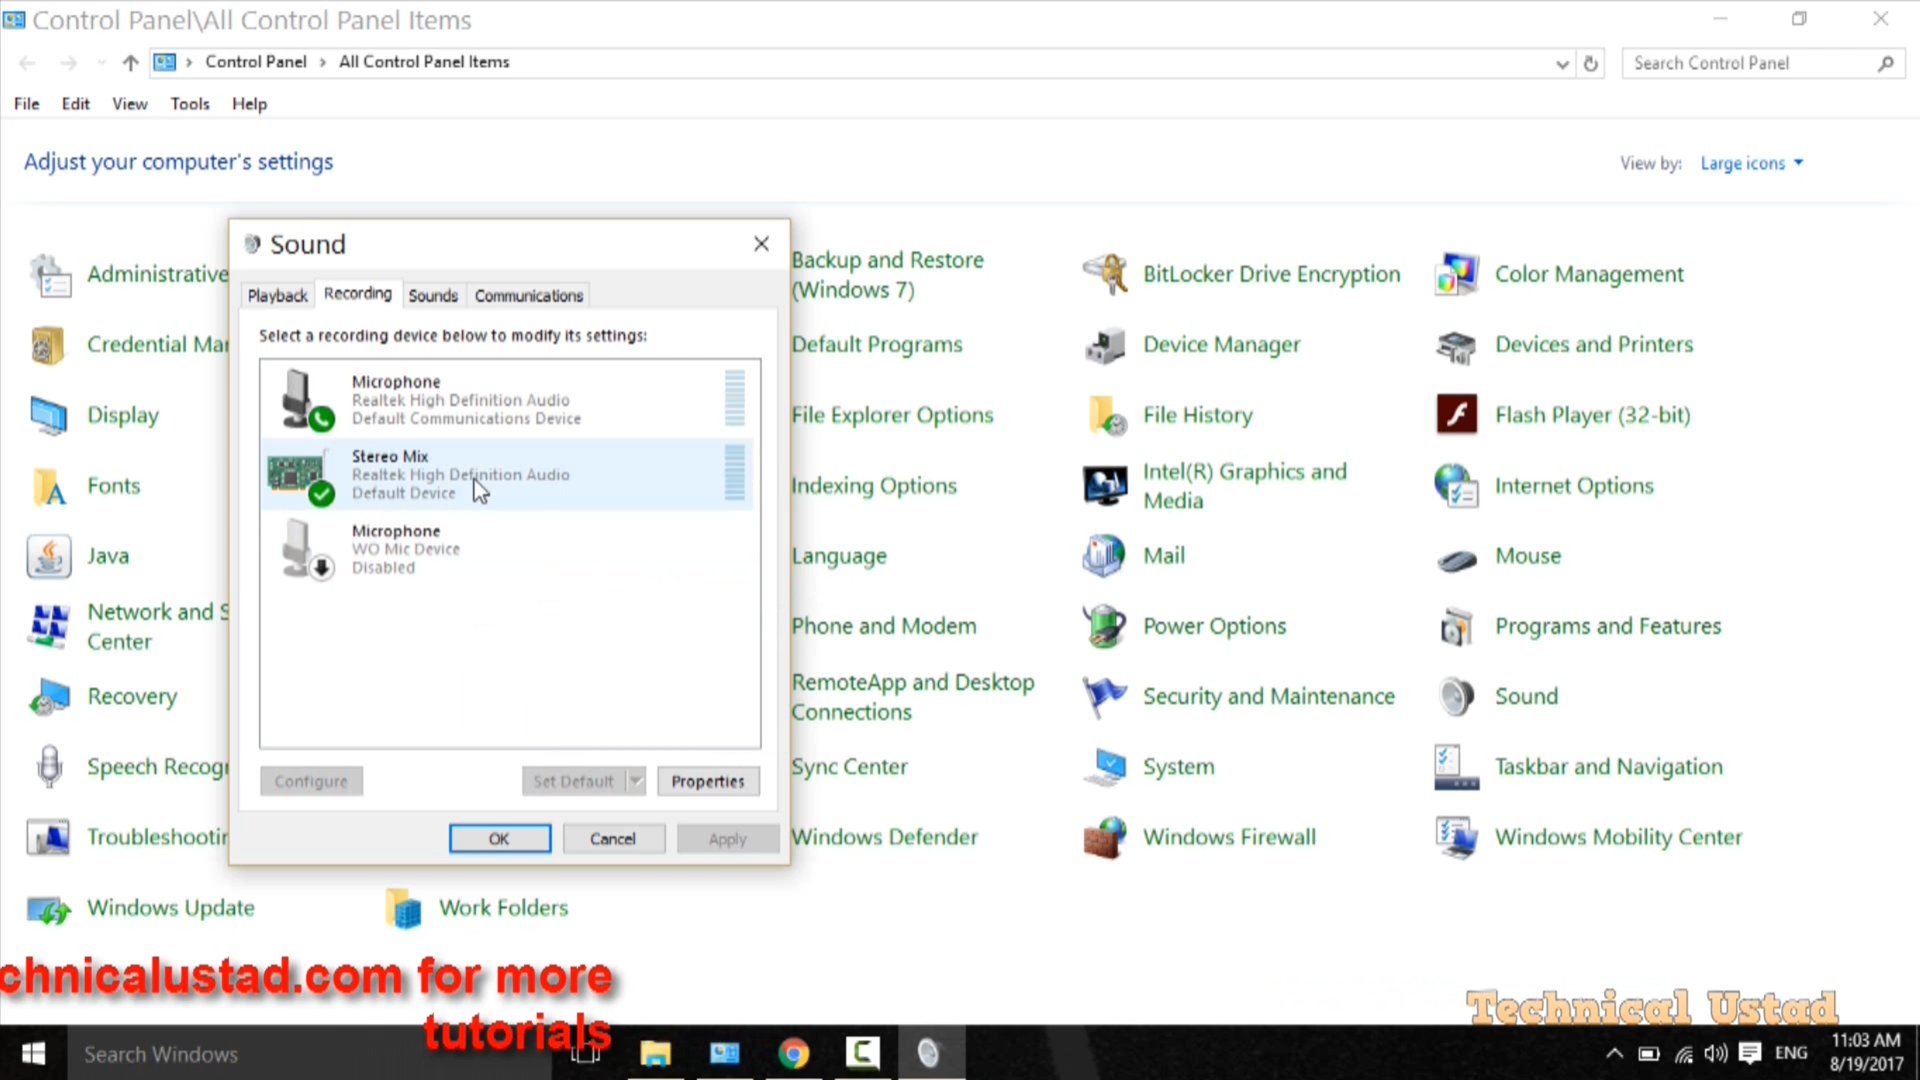 Control Panel\All Control Panel Items
Control Panel > All Control Panel Items
Search Control Panel
File Edit View Tools Help
Adjust your computer's settings
View by: Large icons
Sound
Playback Recording Sounds Communications
Select a recording device below to modify its settings:
Microphone
Realtek High Definition Audio
Default Communications Device
Stereo Mix
Realtek High Definition Audio
Default Device
Microphone
WO Mic Device
Disabled
Configure Set Default Properties
OK Cancel Apply
Administrative
Backup and Restore
(Windows 7)
BitLocker Drive Encryption
Color Management
Credential Mar
Default Programs
Device Manager
Devices and Printers
Display
File Explorer Options
File History
Flash Player (32-bit)
Fonts
Indexing Options
Intel(R) Graphics and
Media
Internet Options
Java
Language
Mail
Mouse
Network and S
Center
Phone and Modem
Power Options
Programs and Features
Recovery
RemoteApp and Desktop
Connections
Security and Maintenance
Sound
Speech Recogr
Sync Center
System
Taskbar and Navigation
Troubleshootin
Windows Defender
Windows Firewall
Windows Mobility Center
Windows Update
Work Folders
chnicalustad.com for more
tutorials
Technical Ustad
Search Windows
ENG
11:03 AM
8/19/2017